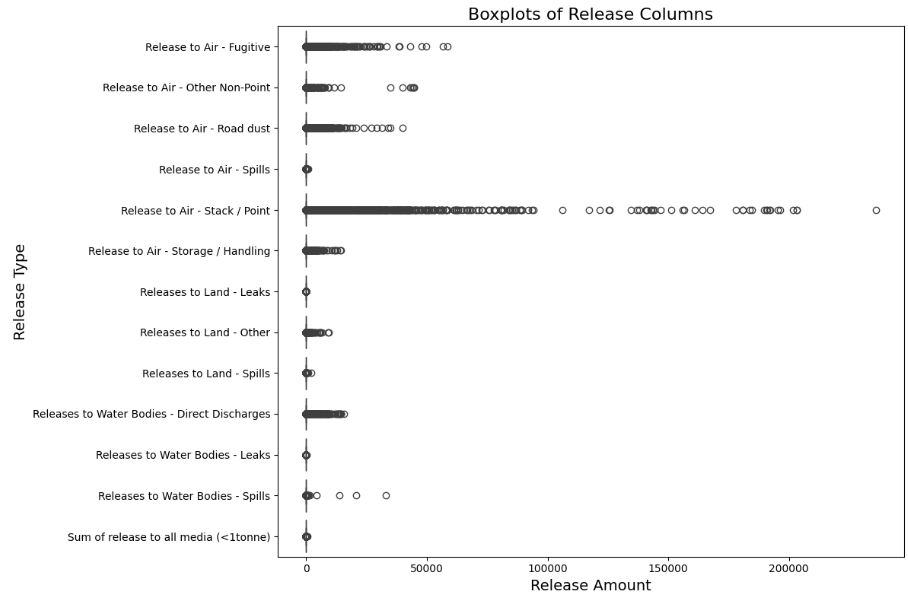 Boxplots of Release Columns
Release to Air - Fugitive
Release to Air - Other Non-Point
Release to Air - Road dust
Release to Air - Spills
Release to Air - Stack / Point
Release to Air - Storage / Handling
Releases to Land - Leaks
Releases to Land - Other
Releases to Land - Spills
Releases to Water Bodies - Direct Discharges
Releases to Water Bodies - Leaks
Releases to Water Bodies - Spills
Sum of release to all media (<1tonne)
Release Type
0 50000 100000 150000 200000
Release Amount